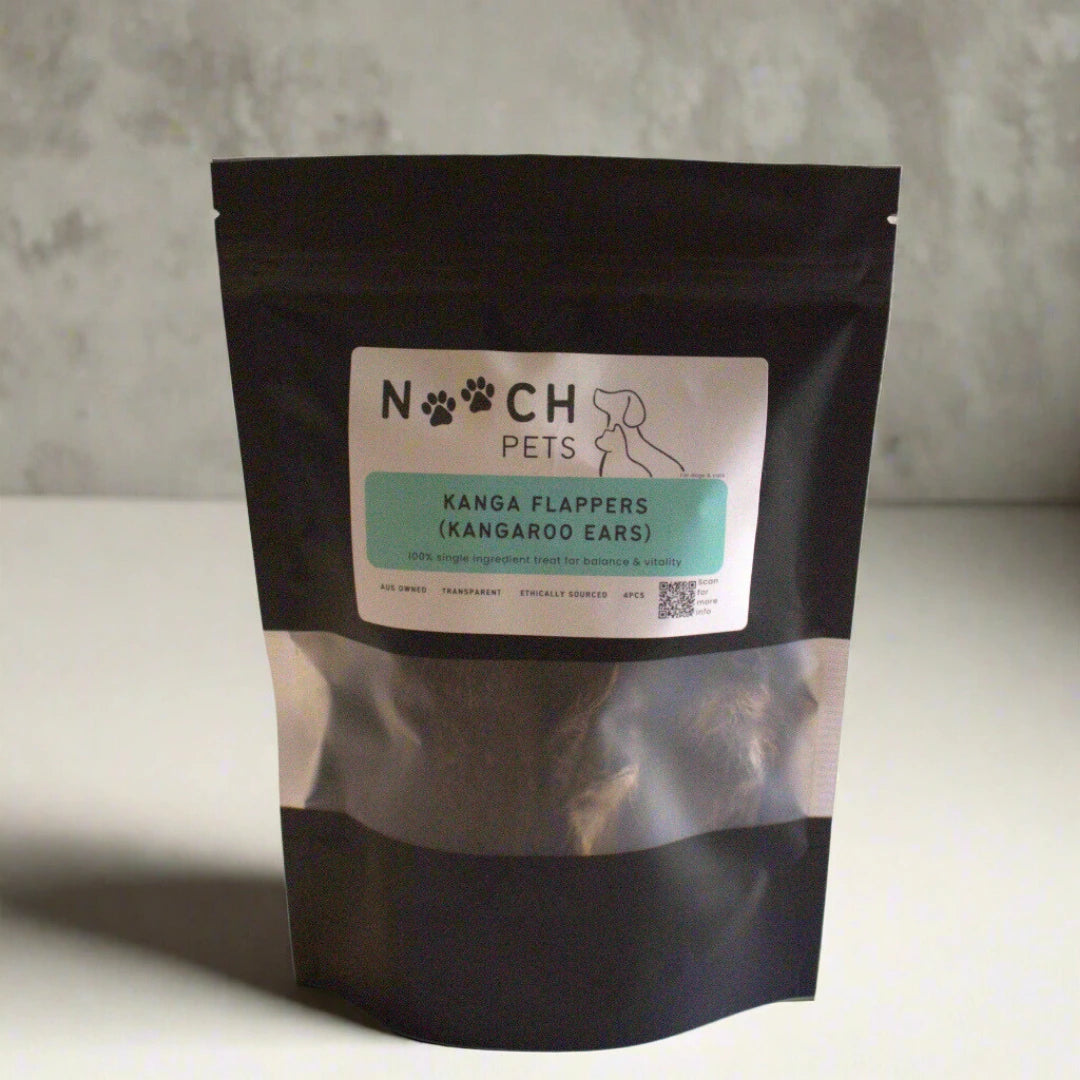 NOOCH
PETS
for dogs & cats
KANGA FLAPPERS
(KANGAROO EARS)
100% single ingredient treat for balance & vitality
AUS OWNED TRANSPARENT ETHICALLY SOURCED 4PCS
Scan
for
more
info